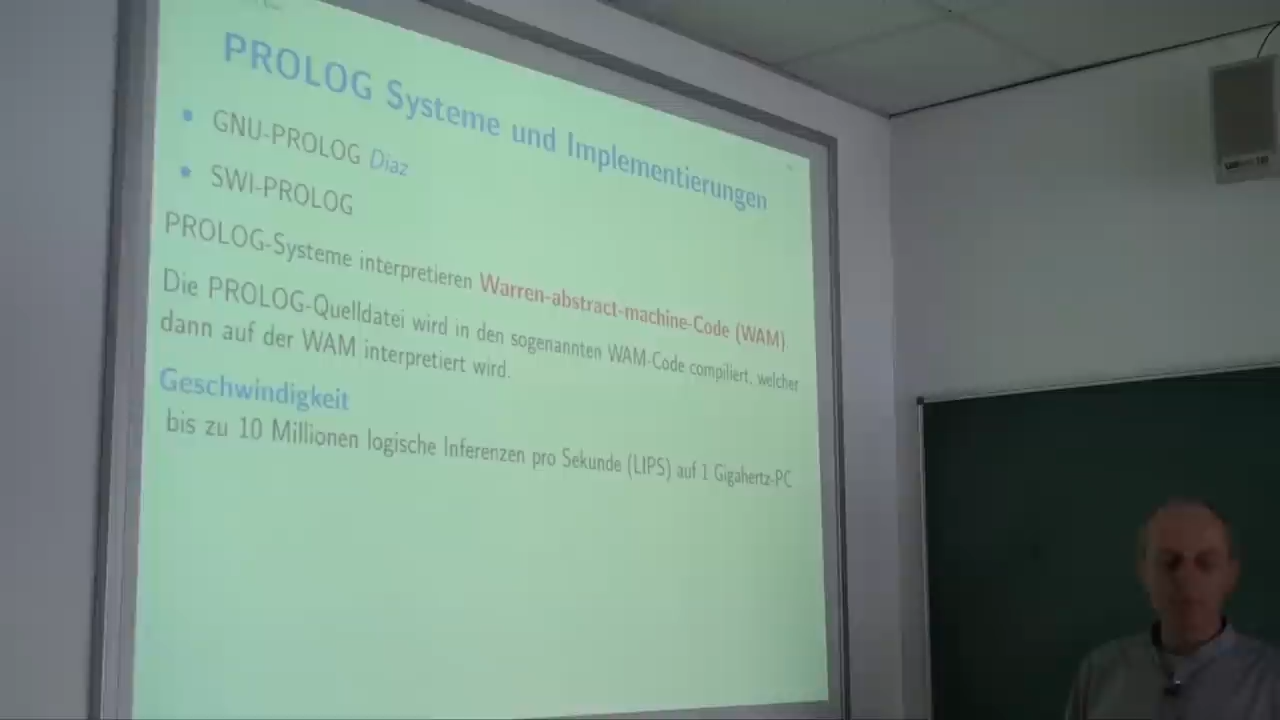 PROLOG Systeme und Implementierungen
• GNU-PROLOG Diaz
• SWI-PROLOG
PROLOG-Systeme interpretieren Warren-abstract-machine-Code (WAM)
Die PROLOG-Quelldatei wird in den sogenannten WAM-Code compiliert, welcher
dann auf der WAM interpretiert wird.
Geschwindigkeit
bis zu 10 Millionen logische Inferenzen pro Sekunde (LIPS) auf 1 Gigahertz-PC